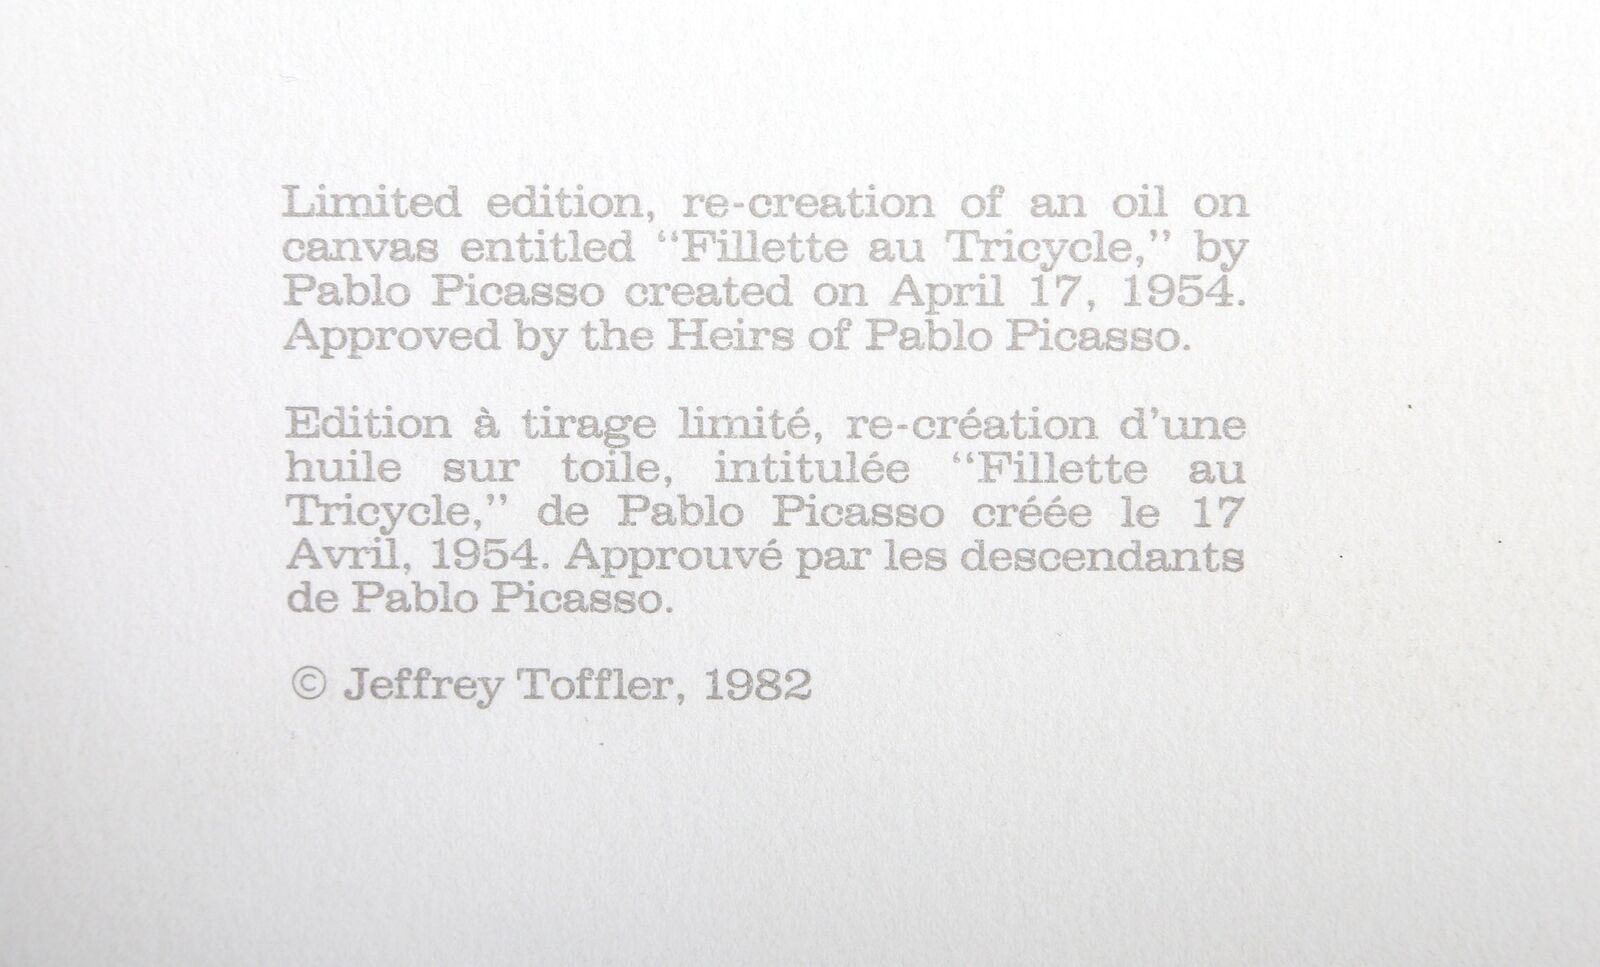 Limited edition, re-creation of an oil on
canvas entitled “Fillette au Tricycle,” by
Pablo Picasso created on April 17, 1954.
Approved by the Heirs of Pablo Picasso.
Edition à tirage limité, re-création d’une
huile sur toile, intitulée “Fillette au
Tricycle,” de Pablo Picasso créée le 17
Avril, 1954. Approuvé par les descendants
de Pablo Picasso.
© Jeffrey Toffler, 1982